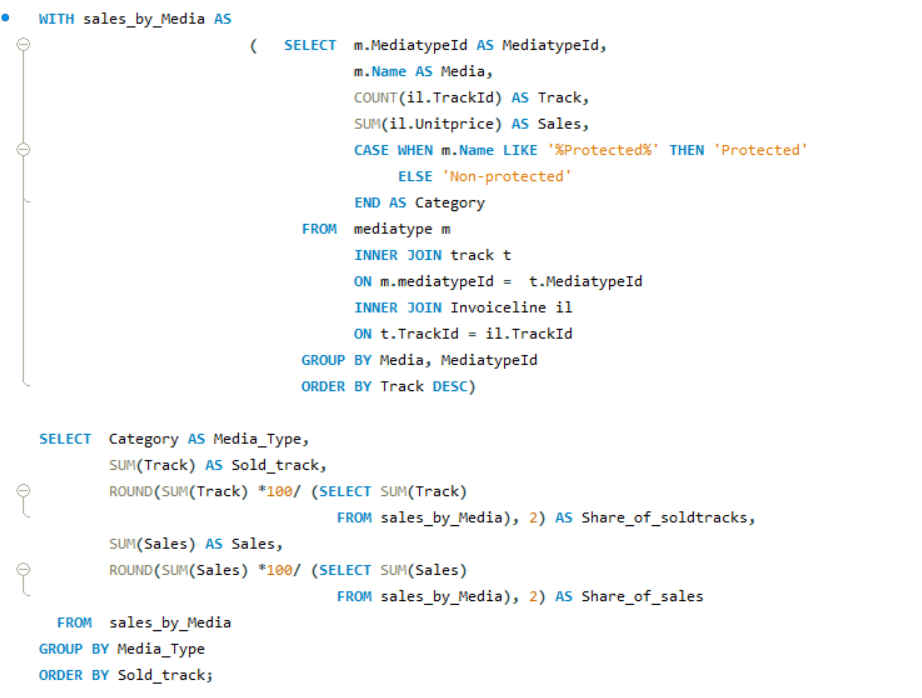 WITH sales_by_Media AS
( SELECT m.MediatypeId AS MediatypeId,
m.Name AS Media,
COUNT(il.TrackId) AS Track,
SUM(il.Unitprice) AS Sales,
CASE WHEN m.Name LIKE '%Protected%' THEN 'Protected'
ELSE 'Non-protected'
END AS Category
FROM mediatype m
INNER JOIN track t
ON m.mediatypeId = t.MediatypeId
INNER JOIN Invoiceline il
ON t.TrackId = il.TrackId
GROUP BY Media, MediatypeId
ORDER BY Track DESC)
SELECT Category AS Media_Type,
SUM(Track) AS Sold_track,
ROUND(SUM(Track) *100/ (SELECT SUM(Track)
FROM sales_by_Media), 2) AS Share_of_soldtracks,
SUM(Sales) AS Sales,
ROUND(SUM(Sales) *100/ (SELECT SUM(Sales)
FROM sales_by_Media), 2) AS Share_of_sales
FROM sales_by_Media
GROUP BY Media_Type
ORDER BY Sold_track;